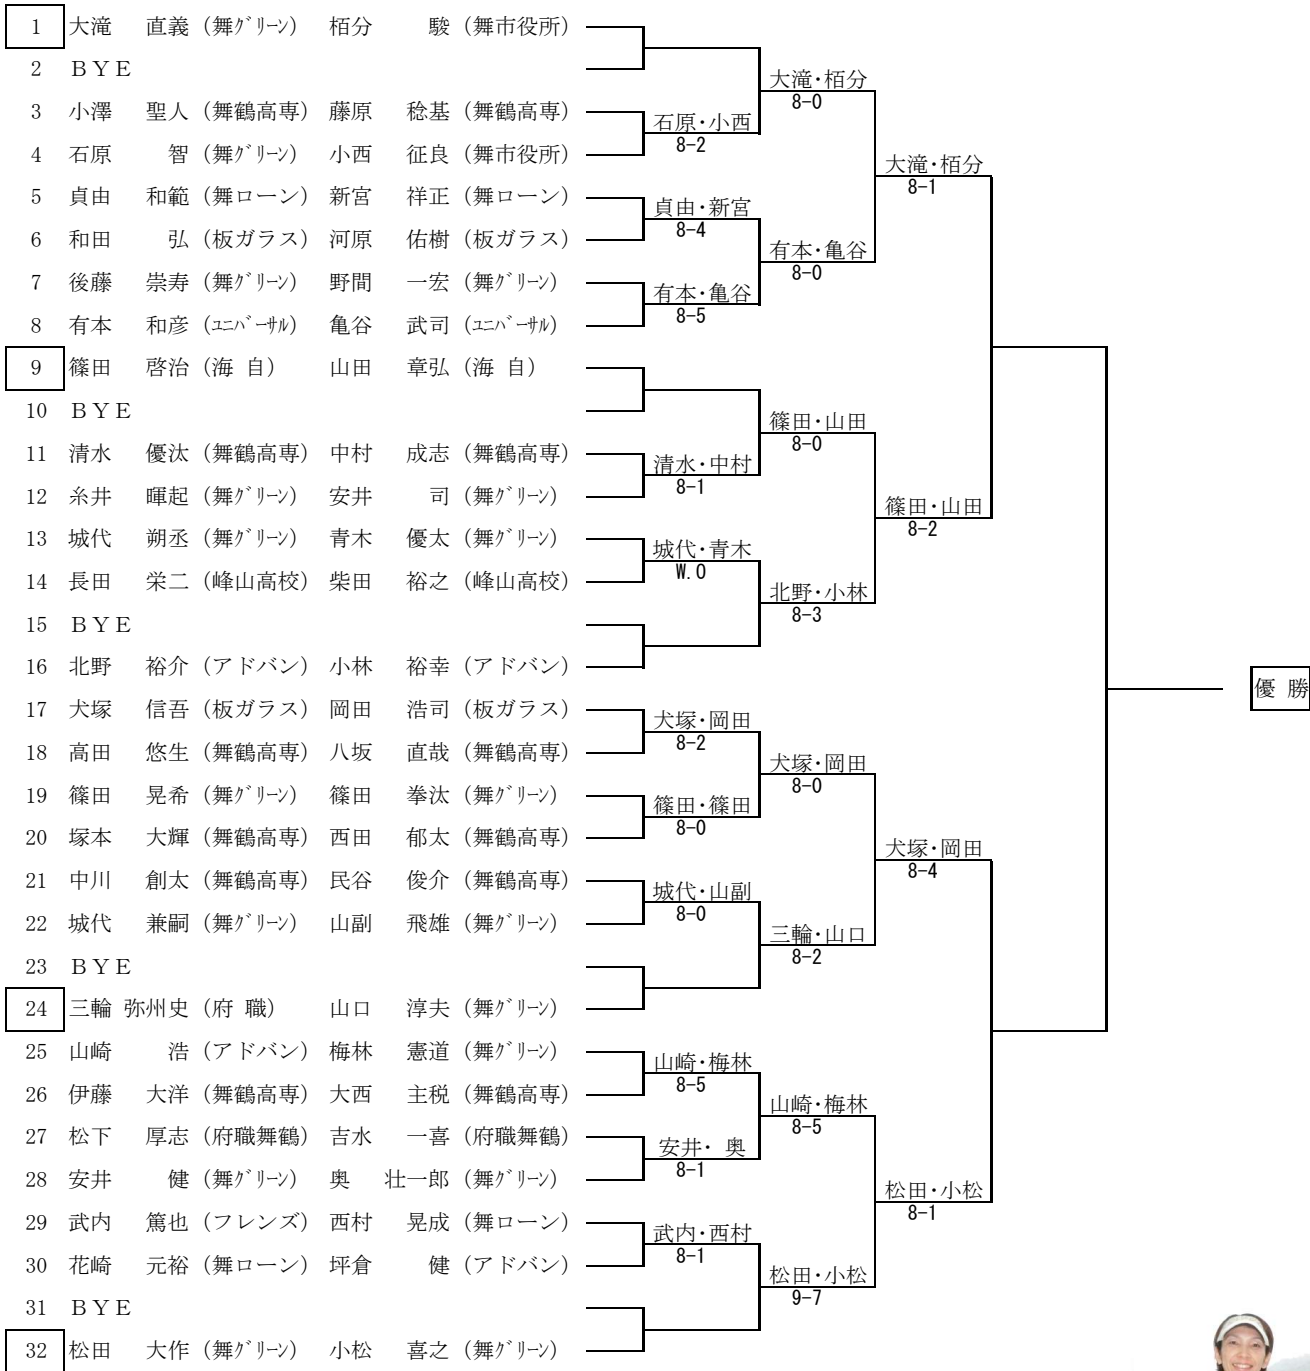 1 大滝 直義 (舞グリーン) 栢分 駿 (舞市役所)
2 BYE
大滝・栢分
8-0
3 小澤 聖人 (舞鶴高専) 藤原 稔基 (舞鶴高専)
石原・小西
8-2
4 石原 智 (舞グリーン) 小西 征良 (舞市役所)
大滝・栢分
8-1
5 貞由 和範 (舞ローン) 新宮 祥正 (舞ローン)
貞由・新宮
8-4
6 和田 弘 (板ガラス) 河原 佑樹 (板ガラス)
有本・亀谷
8-0
7 後藤 崇寿 (舞グリーン) 野間 一宏 (舞グリーン)
有本・亀谷
8-5
8 有本 和彦 (ユニバーサル) 亀谷 武司 (ユニバーサル)
9 篠田 啓治 (海 自) 山田 章弘 (海 自)
10 BYE
篠田・山田
8-0
11 清水 優汰 (舞鶴高専) 中村 成志 (舞鶴高専)
清水・中村
8-1
12 糸井 暉起 (舞グリーン) 安井 司 (舞グリーン)
篠田・山田
8-2
13 城代 朔丞 (舞グリーン) 青木 優太 (舞グリーン)
城代・青木
W.O
14 長田 栄二 (峰山高校) 柴田 裕之 (峰山高校)
北野・小林
8-3
15 BYE
16 北野 裕介 (アドバン) 小林 裕幸 (アドバン)
優 勝
17 犬塚 信吾 (板ガラス) 岡田 浩司 (板ガラス)
犬塚・岡田
8-2
18 高田 悠生 (舞鶴高専) 八坂 直哉 (舞鶴高専)
犬塚・岡田
8-0
19 篠田 晃希 (舞グリーン) 篠田 拳汰 (舞グリーン)
篠田・篠田
8-0
20 塚本 大輝 (舞鶴高専) 西田 郁太 (舞鶴高専)
犬塚・岡田
8-4
21 中川 創太 (舞鶴高専) 民谷 俊介 (舞鶴高専)
城代・山副
8-0
22 城代 兼嗣 (舞グリーン) 山副 飛雄 (舞グリーン)
三輪・山口
8-2
23 BYE
24 三輪 弥州史 (府 職) 山口 淳夫 (舞グリーン)
25 山崎 浩 (アドバン) 梅林 憲道 (舞グリーン)
山崎・梅林
8-5
26 伊藤 大洋 (舞鶴高専) 大西 主税 (舞鶴高専)
山崎・梅林
8-5
27 松下 厚志 (府職舞鶴) 吉水 一喜 (府職舞鶴)
安井・ 奥
8-1
28 安井 健 (舞グリーン) 奥 壮一郎 (舞グリーン)
松田・小松
8-1
29 武内 篤也 (フレンズ) 西村 晃成 (舞ローン)
武内・西村
8-1
30 花崎 元裕 (舞ローン) 坪倉 健 (アドバン)
松田・小松
9-7
31 BYE
32 松田 大作 (舞グリーン) 小松 喜之 (舞グリーン)